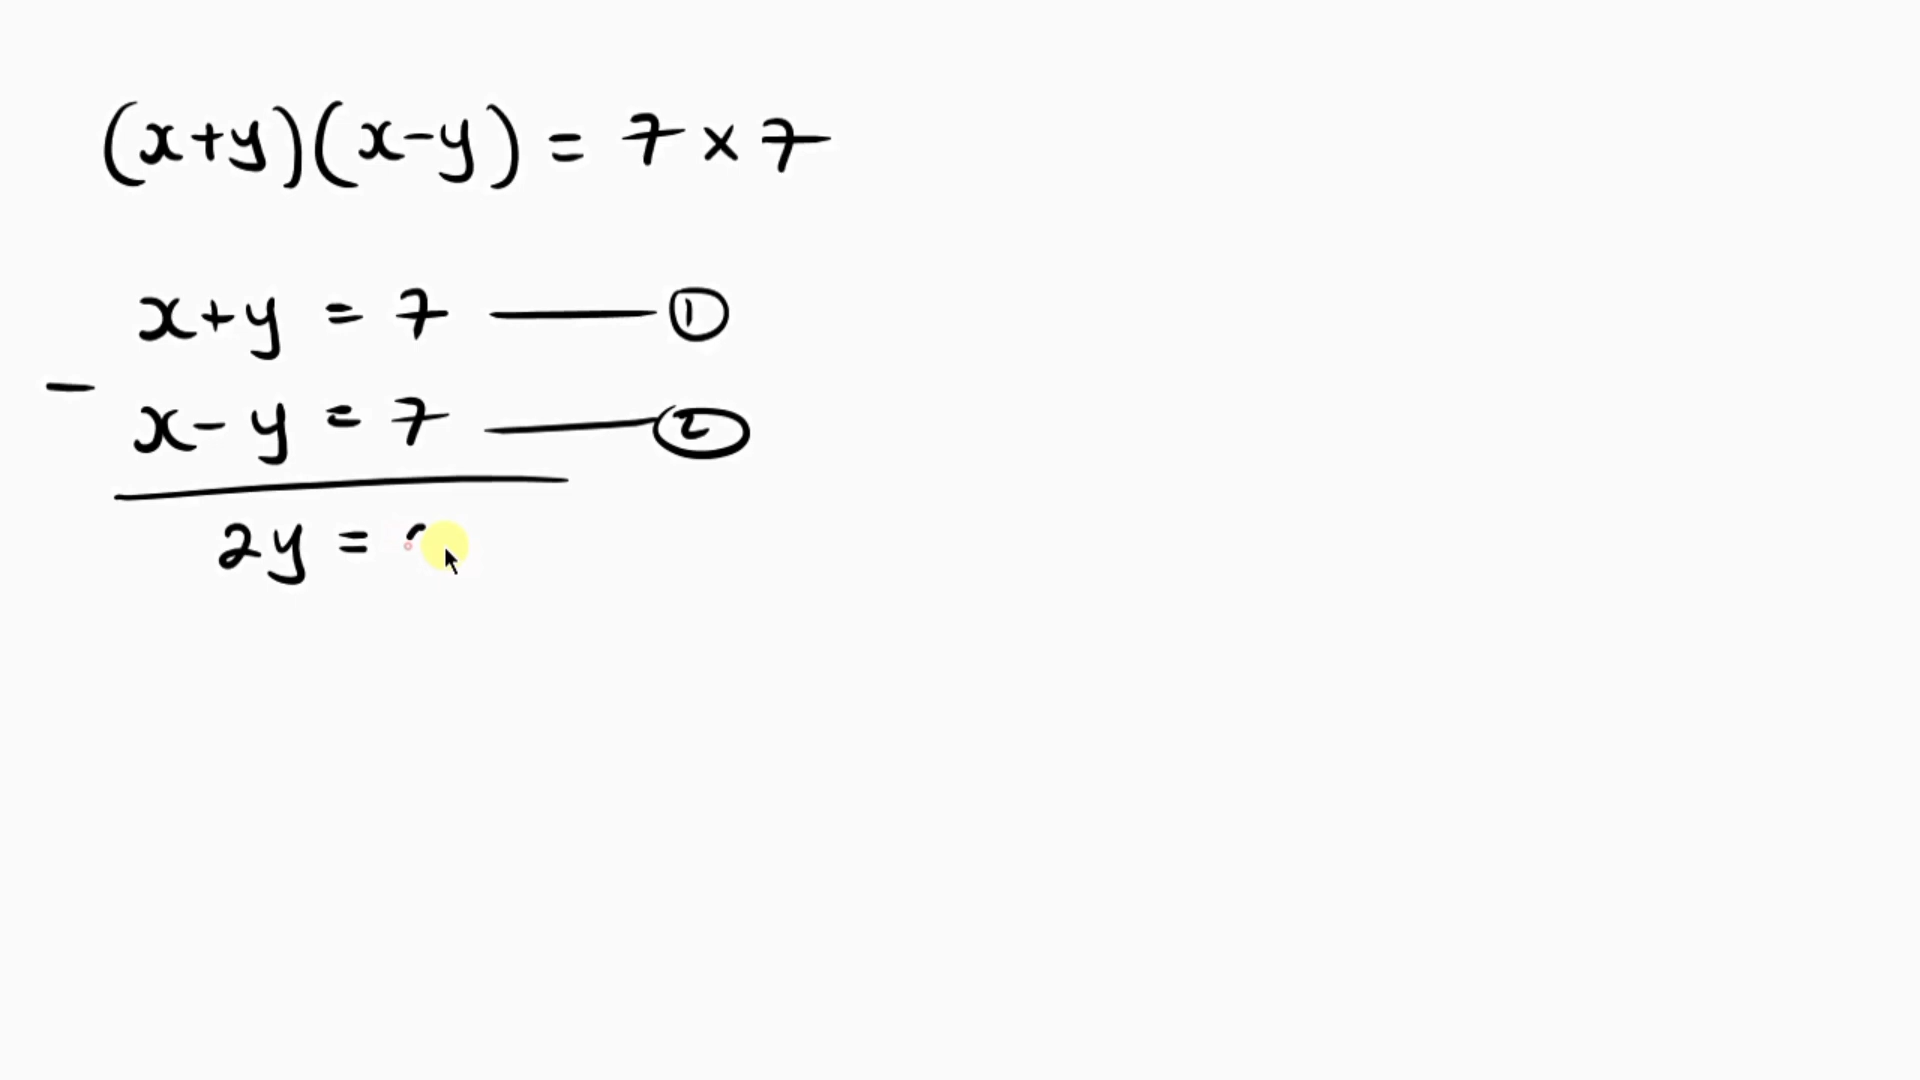 (x+y)(x-y) = 7 × 7
x+y = 7 —— ①
−
x-y = 7 —— ②
2y =